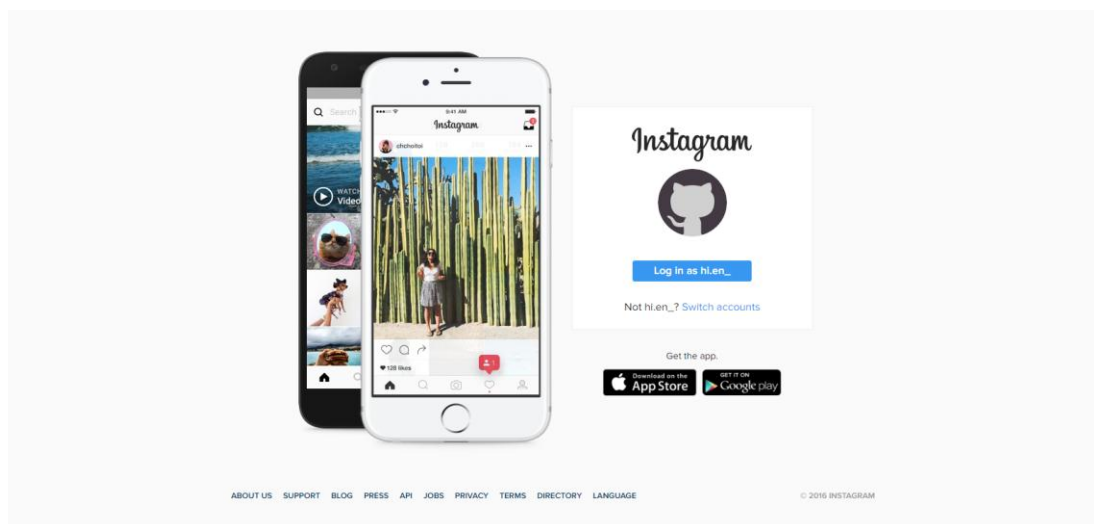 Search
WATCH
Video
9:41 AM
Instagram
chchoitoi
128 likes
1
Instagram
Log in as hi.en_
Not hi.en_? Switch accounts
Get the app.
Download on the
App Store
GET IT ON
Google play
ABOUT US SUPPORT BLOG PRESS API JOBS PRIVACY TERMS DIRECTORY LANGUAGE
© 2016 INSTAGRAM